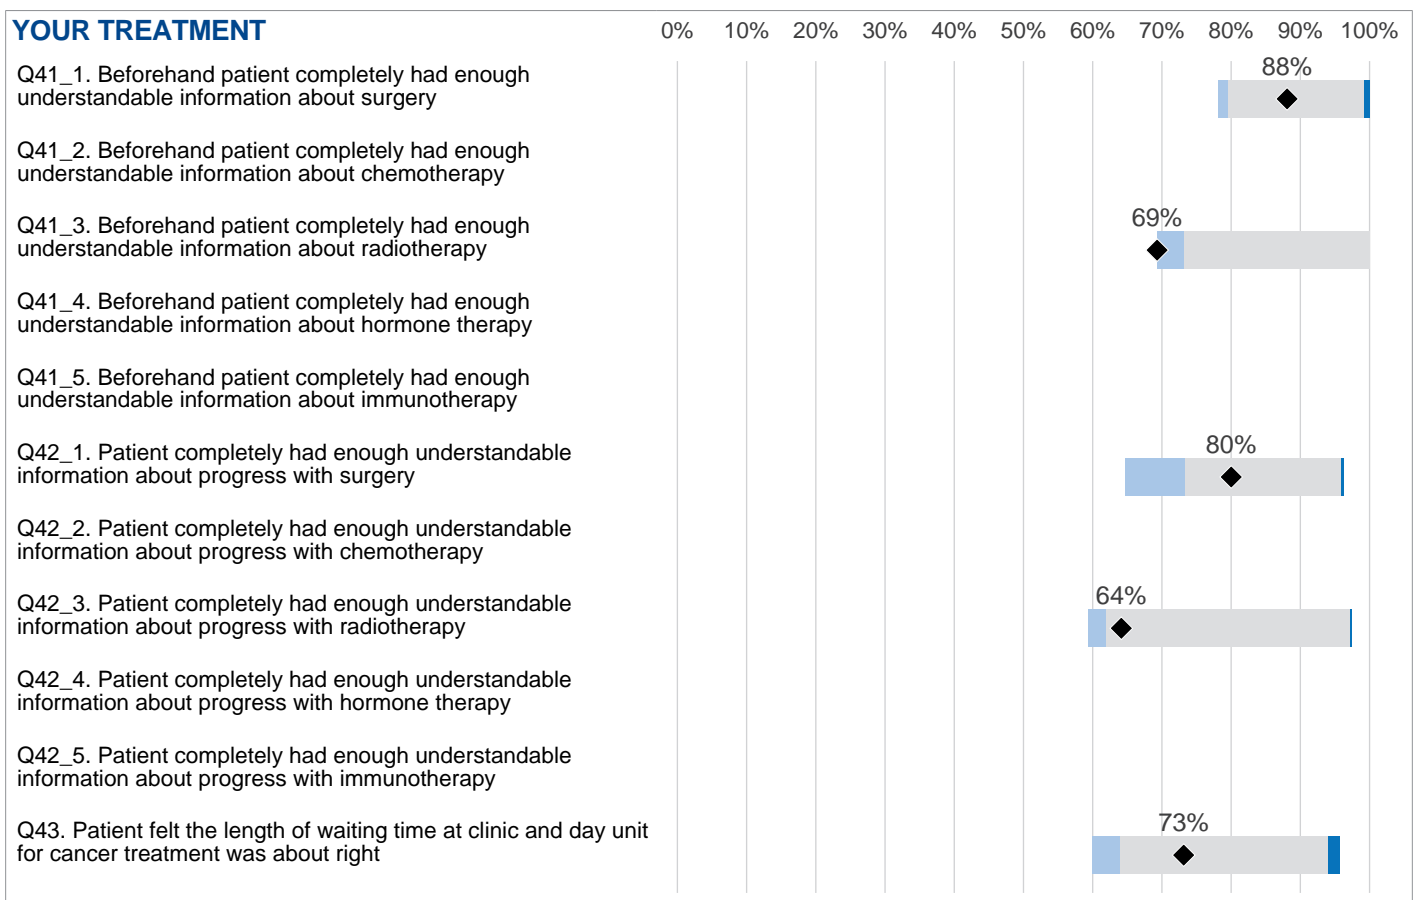 YOUR TREATMENT
0% 10% 20% 30% 40% 50% 60% 70% 80% 90% 100%
Q41_1. Beforehand patient completely had enough
understandable information about surgery
88%
Q41_2. Beforehand patient completely had enough
understandable information about chemotherapy
Q41_3. Beforehand patient completely had enough
understandable information about radiotherapy
69%
Q41_4. Beforehand patient completely had enough
understandable information about hormone therapy
Q41_5. Beforehand patient completely had enough
understandable information about immunotherapy
Q42_1. Patient completely had enough understandable
information about progress with surgery
80%
Q42_2. Patient completely had enough understandable
information about progress with chemotherapy
Q42_3. Patient completely had enough understandable
information about progress with radiotherapy
64%
Q42_4. Patient completely had enough understandable
information about progress with hormone therapy
Q42_5. Patient completely had enough understandable
information about progress with immunotherapy
Q43. Patient felt the length of waiting time at clinic and day unit
for cancer treatment was about right
73%